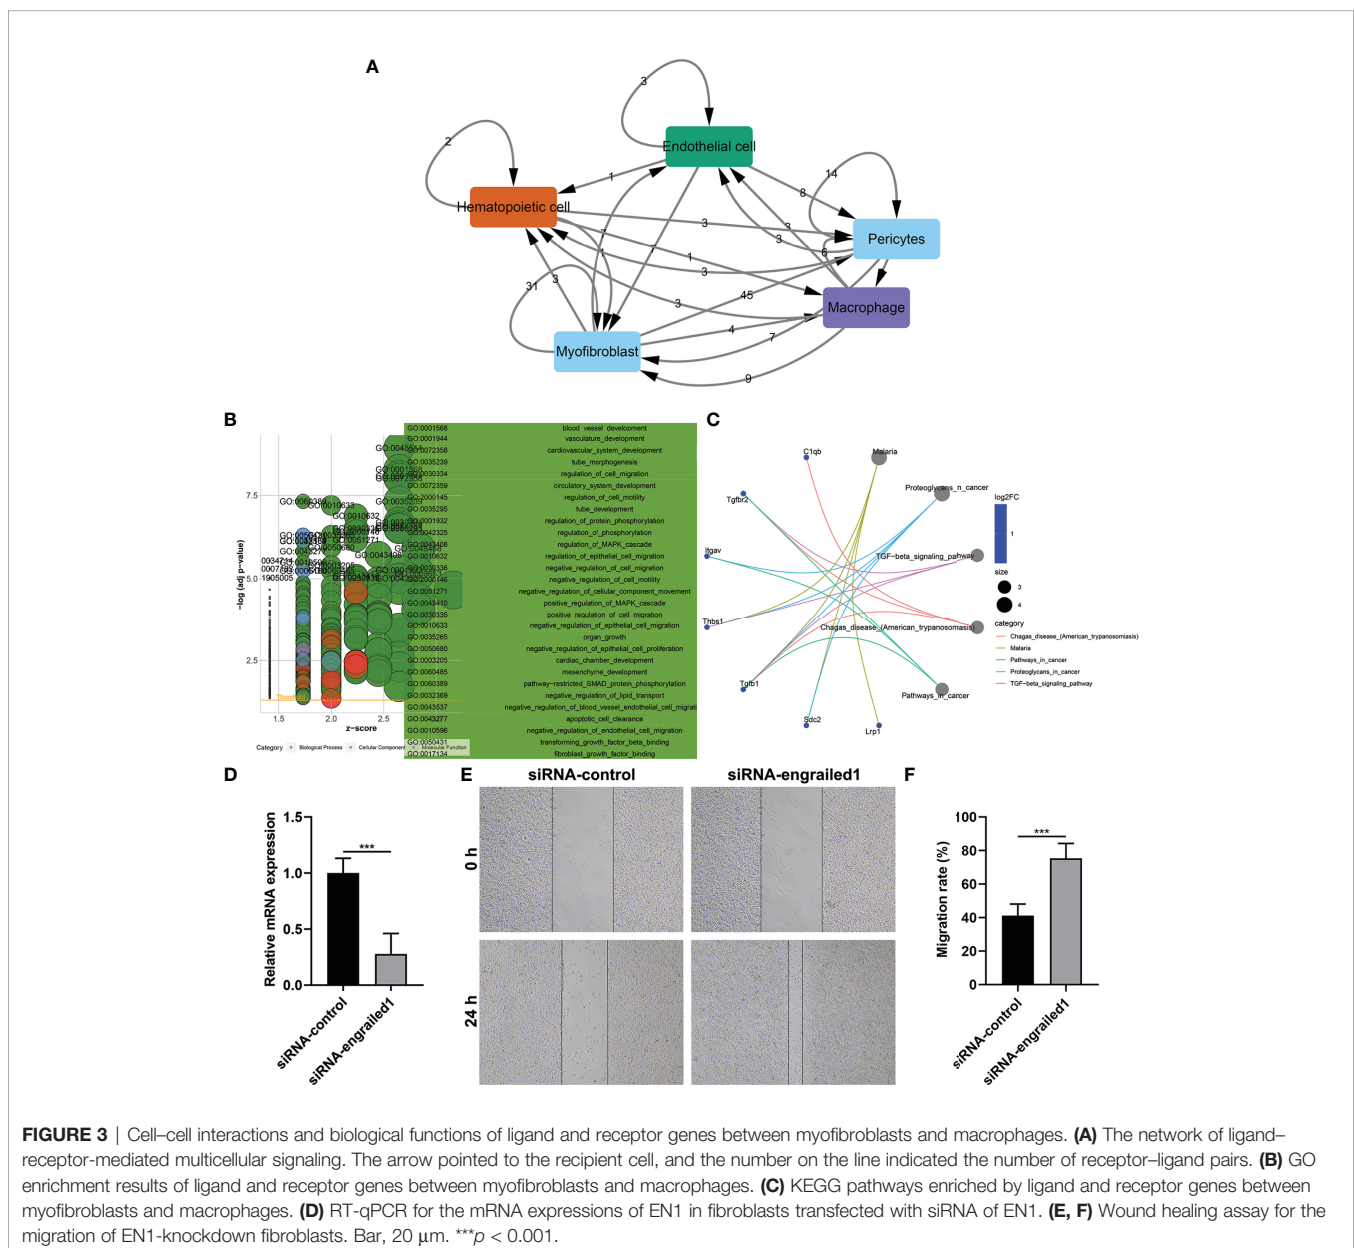 A
3
Endothelial cell
2
1
14
8
Hematopoietic cell
3
3
3
Pericytes
6
1
3
31
3
3
45
Macrophage
4
7
Myofibroblast
9
B
GO:0001568 blood_vessel_development
GO:0001944 vasculature_development
GO:0072358 cardiovascular_system_development
GO:0035239 tube_morphogenesis
GO:0030334 regulation_of_cell_migration
GO:0072359 circulatory_system_development
GO:2000145 regulation_of_cell_motility
GO:0035295 tube_development
GO:0001932 regulation_of_protein_phosphorylation
GO:0042325 regulation_of_phosphorylation
GO:0043408 regulation_of_MAPK_cascade
GO:0010632 regulation_of_epithelial_cell_migration
GO:0030336 negative_regulation_of_cell_migration
GO:2000146 negative_regulation_of_cell_motility
GO:0051271 negative_regulation_of_cellular_component_movement
GO:0043410 positive_regulation_of_MAPK_cascade
GO:0030335 positive_regulation_of_cell_migration
GO:0010633 negative_regulation_of_epithelial_cell_migration
GO:0035265 organ_growth
GO:0050680 negative_regulation_of_epithelial_cell_proliferation
GO:0003205 cardiac_chamber_development
GO:0060485 mesenchyme_development
GO:0060389 pathway-restricted_SMAD_protein_phosphorylation
GO:0032369 negative_regulation_of_lipid_transport
GO:0043537 negative_regulation_of_blood_vessel_endothelial_cell_migrati
GO:0043277 apoptotic_cell_clearance
GO:0010596 negative_regulation_of_endothelial_cell_migration
GO:0050431 transforming_growth_factor_beta_binding
GO:0017134 fibroblast_growth_factor_binding
7.5
5.0
2.5
-log (adj p-value)
GO:0010633
GO:0010632
1905005
Threshold
1.5 2.0 2.5
z-score
Category Biological Process Cellular Component Molecular Function
C
C1qb
Malaria
Tgfbr2
Proteoglycans_n_cancer
Itgav
TGF-beta_signaling_pathway
Thbs1
Chagas_disease_(American_trypanosomiasis)
Tgfb1
Pathways_in_cancer
Sdc2
Lrp1
log2FC
1
size
3
4
category
Chagas_disease_(American_trypanosomiasis)
Malaria
Pathways_in_cancer
Proteoglycans_in_cancer
TGF-beta_signaling_pathway
D
Relative mRNA expression
1.5
1.0
0.5
0.0
***
siRNA-control
siRNA-engrailed1
E
siRNA-control siRNA-engrailed1
0 h
24 h
F
Migration rate (%)
100
80
60
40
20
0
***
siRNA-control
siRNA-engrailed1
FIGURE 3 | Cell–cell interactions and biological functions of ligand and receptor genes between myofibroblasts and macrophages. (A) The network of ligand–
receptor-mediated multicellular signaling. The arrow pointed to the recipient cell, and the number on the line indicated the number of receptor–ligand pairs. (B) GO
enrichment results of ligand and receptor genes between myofibroblasts and macrophages. (C) KEGG pathways enriched by ligand and receptor genes between
myofibroblasts and macrophages. (D) RT-qPCR for the mRNA expressions of EN1 in fibroblasts transfected with siRNA of EN1. (E, F) Wound healing assay for the
migration of EN1-knockdown fibroblasts. Bar, 20 μm. ***p < 0.001.